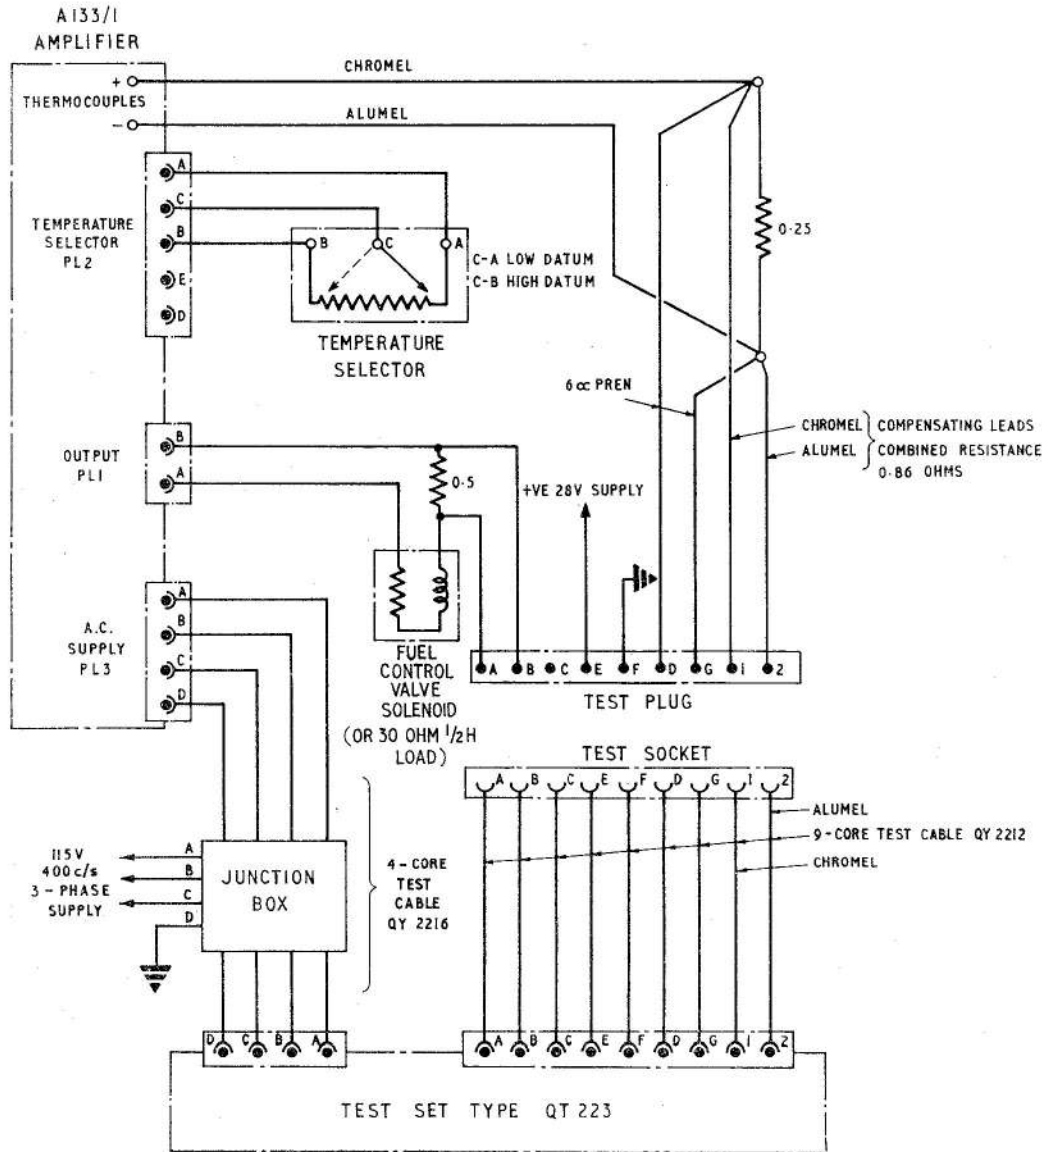 A133/1
AMPLIFIER
CHROMEL
+
THERMOCOUPLES
-
ALUMEL
A
C
TEMPERATURE
SELECTOR
PL2
B
E
D
B
C
A
C-A LOW DATUM
C-B HIGH DATUM
TEMPERATURE
SELECTOR
0·25
6cc PREN
CHROMEL
ALUMEL
COMPENSATING LEADS
COMBINED RESISTANCE
0·86 OHMS
OUTPUT
PL1
B
A
0·5
+VE 28V SUPPLY
A.C.
SUPPLY
PL3
A
B
C
D
FUEL
CONTROL
VALVE
SOLENOID
(OR 30 OHM 1/2H
LOAD)
A B C E F D G 1 2
TEST PLUG
TEST SOCKET
A B C E F D G 1 2
ALUMEL
9-CORE TEST CABLE QY 2212
CHROMEL
115V
400c/s
3-PHASE
SUPPLY
A
B
C
D
JUNCTION
BOX
4-CORE
TEST
CABLE
QY 2216
D C B A
A B C E F D G 1 2
TEST SET TYPE QT 223